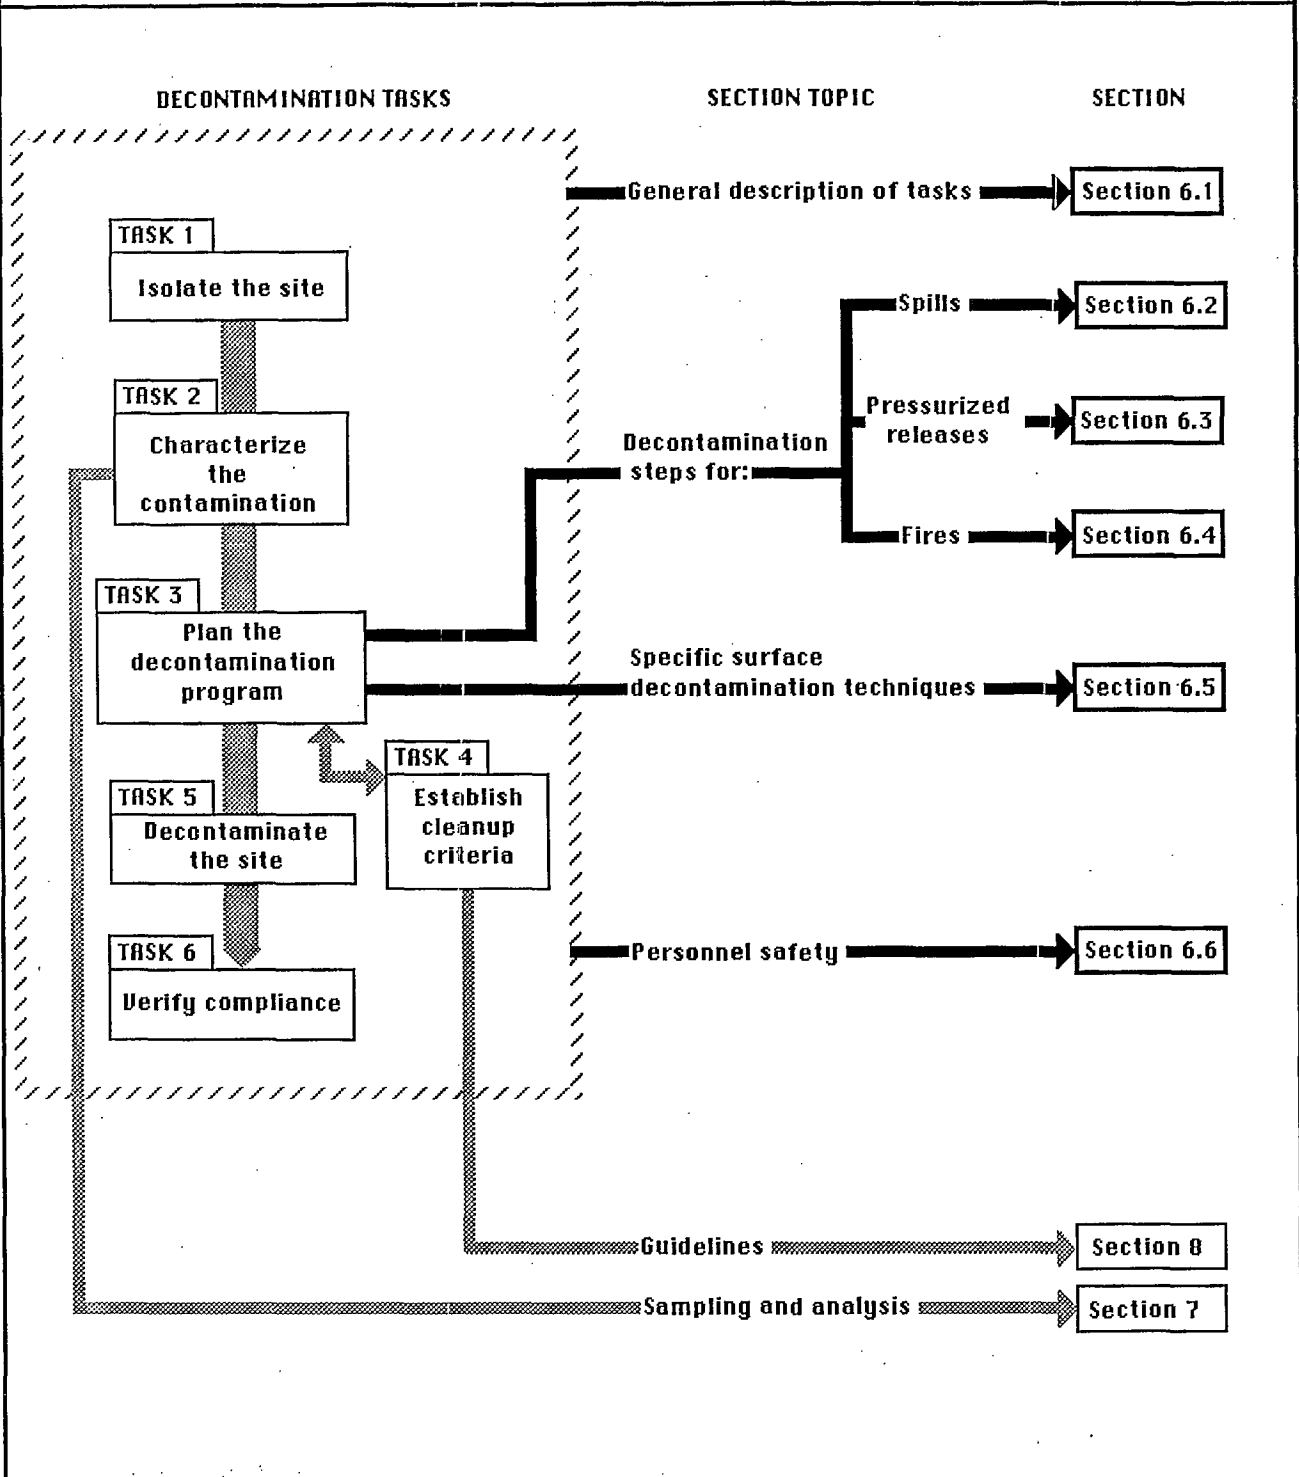 DECONTAMINATION TASKS
SECTION TOPIC
SECTION
General description of tasks
Section 6.1
TASK 1
Isolate the site
Spills
Section 6.2
TASK 2
Characterize
the
contamination
Decontamination
steps for:
Pressurized
releases
Section 6.3
Fires
Section 6.4
TASK 3
Plan the
decontamination
program
Specific surface
decontamination techniques
Section 6.5
TASK 4
Establish
cleanup
criteria
TASK 5
Decontaminate
the site
TASK 6
Verify compliance
Personnel safety
Section 6.6
Guidelines
Section 8
Sampling and analysis
Section 7